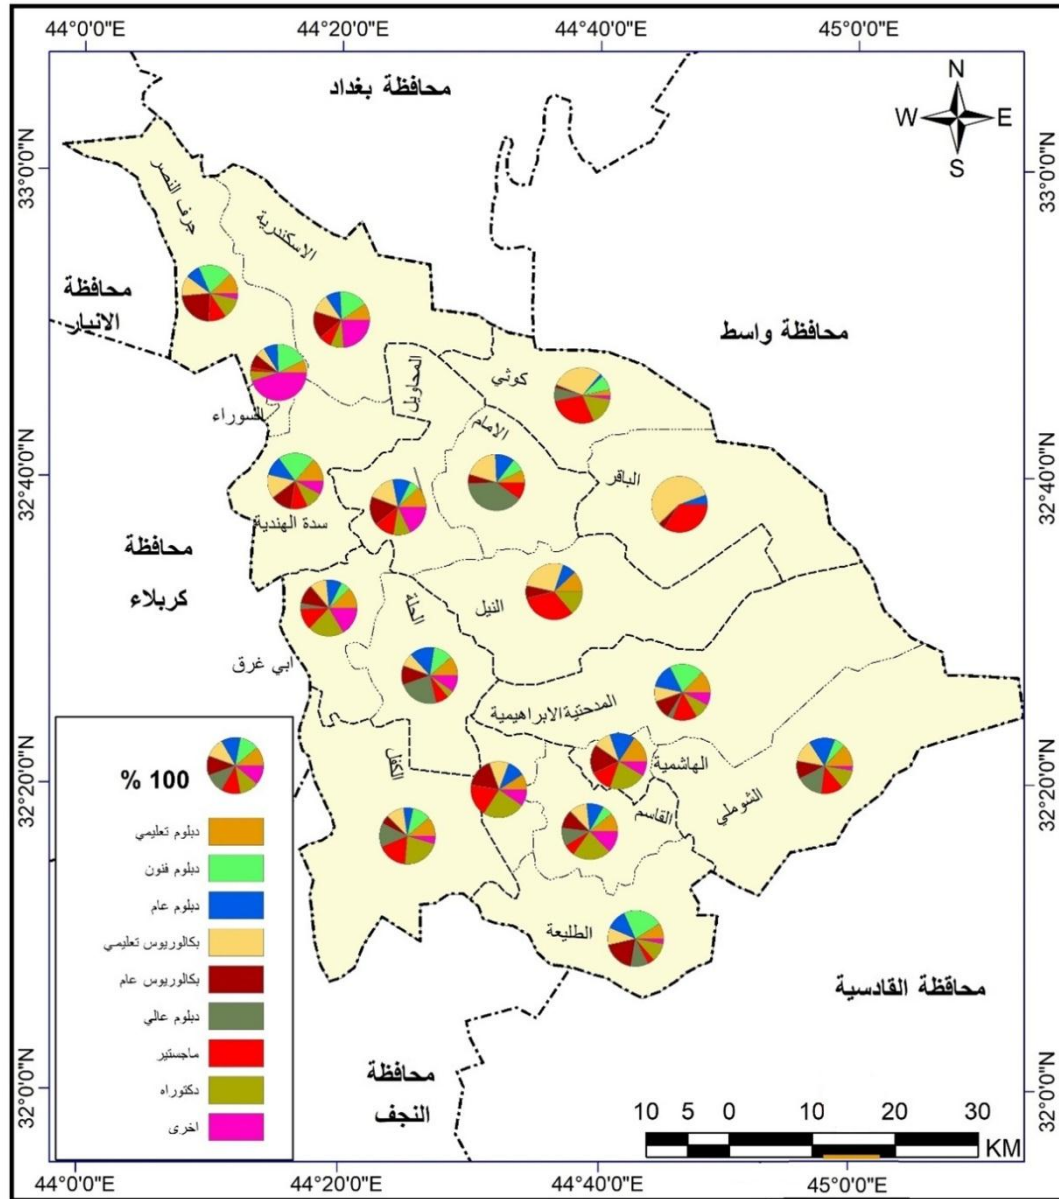 44°0'0"E 44°20'0"E 44°40'0"E 45°0'0"E
محافظة بغداد
N
W E
S
33°0'0"N 33°0'0"N
جرف النصر
الاسكندرية
محافظة
الانبار
محافظة واسط
المحاويل
كوثي
السوراء
الامام
32°40'0"N 32°40'0"N
الباقر
سدة الهندية
محافظة
كربلاء
النيل
الحلة
ابي غرق
المدحتية الابراهيمية
الكفل
الهاشمية
32°20'0"N 32°20'0"N
القاسم
الشوملي
الطليعة
% 100
دبلوم تعليمي
دبلوم فنون
دبلوم عام
بكالوريوس تعليمي
بكالوريوس عام
دبلوم عالي
ماجستير
دكتوراه
اخرى
محافظة القادسية
محافظة
النجف
32°0'0"N 32°0'0"N
10 5 0 10 20 30
KM
44°0'0"E 44°20'0"E 44°40'0"E 45°0'0"E